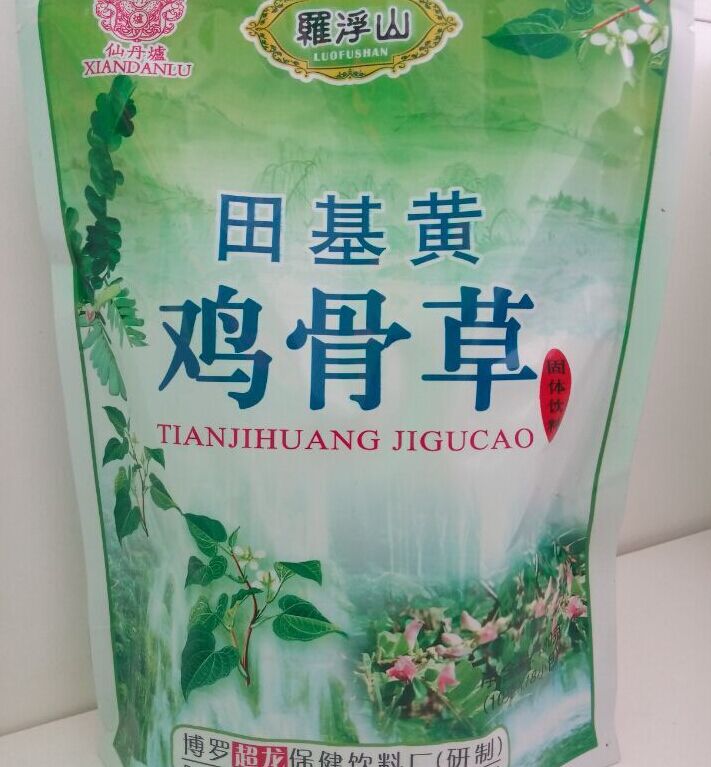 仙丹爐
XIANDANLU
羅浮山
LUOFUSHAN
田基黄
鸡骨草
固体饮料
TIANJIHUANG JIGUCAO
博罗超龙保健饮料厂(研制)